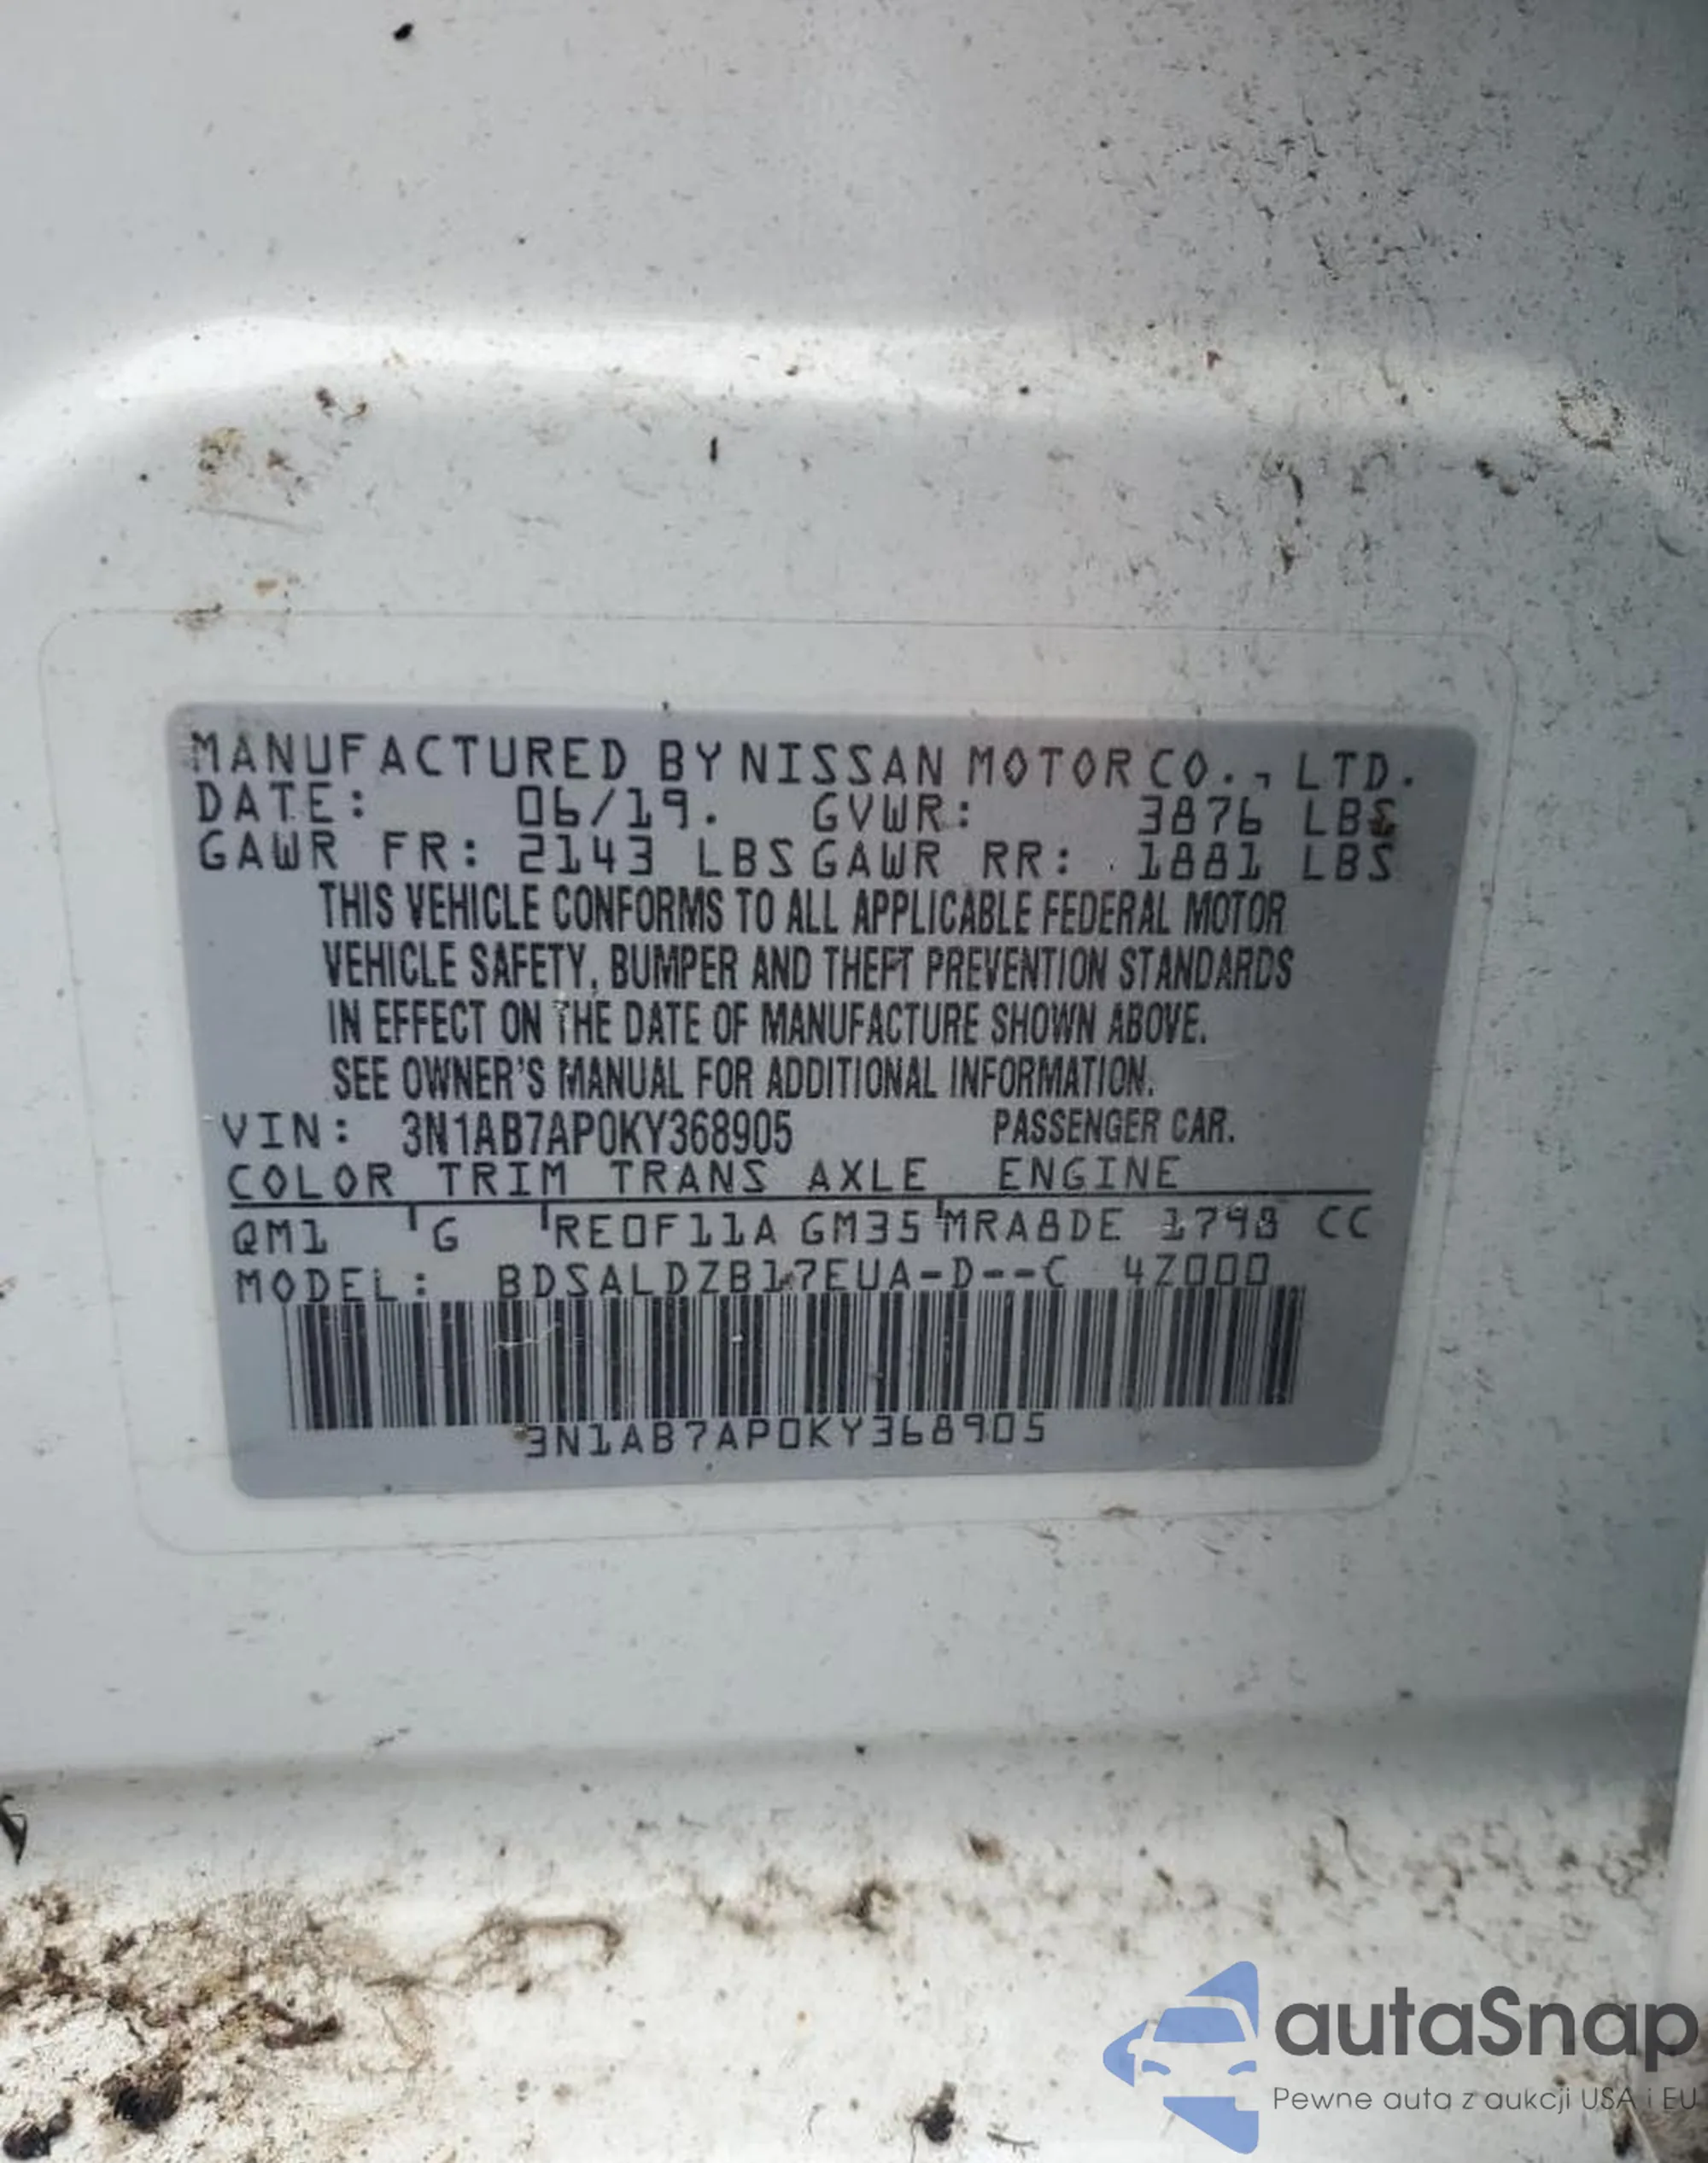 MANUFACTURED BY NISSAN MOTOR CO., LTD.
DATE: 06/19. GVWR: 3876 LBS
GAWR FR: 2143 LBS GAWR RR: 1881 LBS
THIS VEHICLE CONFORMS TO ALL APPLICABLE FEDERAL MOTOR
VEHICLE SAFETY, BUMPER AND THEFT PREVENTION STANDARDS
IN EFFECT ON THE DATE OF MANUFACTURE SHOWN ABOVE.
SEE OWNER'S MANUAL FOR ADDITIONAL INFORMATION.
VIN: 3N1AB7AP0KY368905 PASSENGER CAR.
COLOR TRIM TRANS AXLE ENGINE
QM1 G RE0F11A GM35 MRA8DE 1798 CC
MODEL: BDSALDZB17EUA-D--C 4Z000
3N1AB7AP0KY368905
autaSnap
Pewne auta z aukcji USA i EU